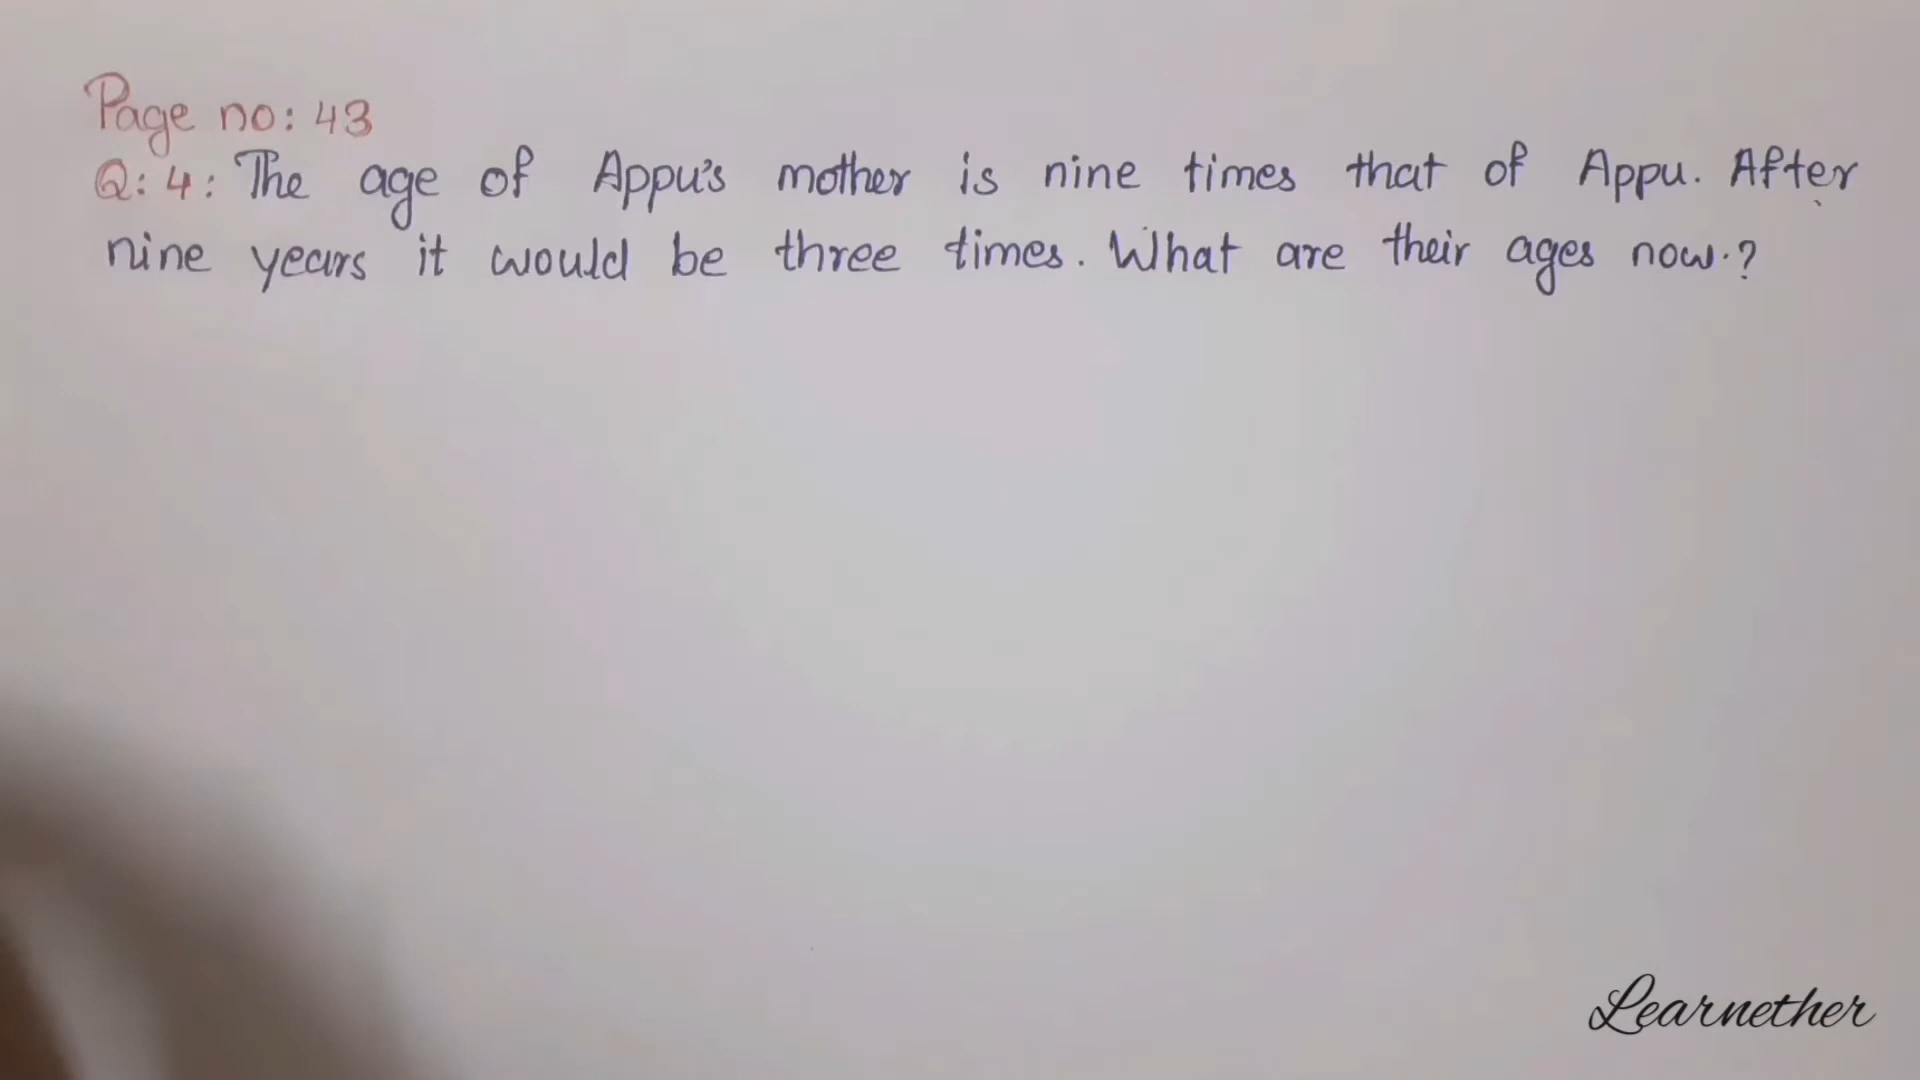 Page no: 43
Q: 4: The age of Appu's mother is nine times that of Appu. After
nine years it would be three times. What are their ages now.?
Learnether